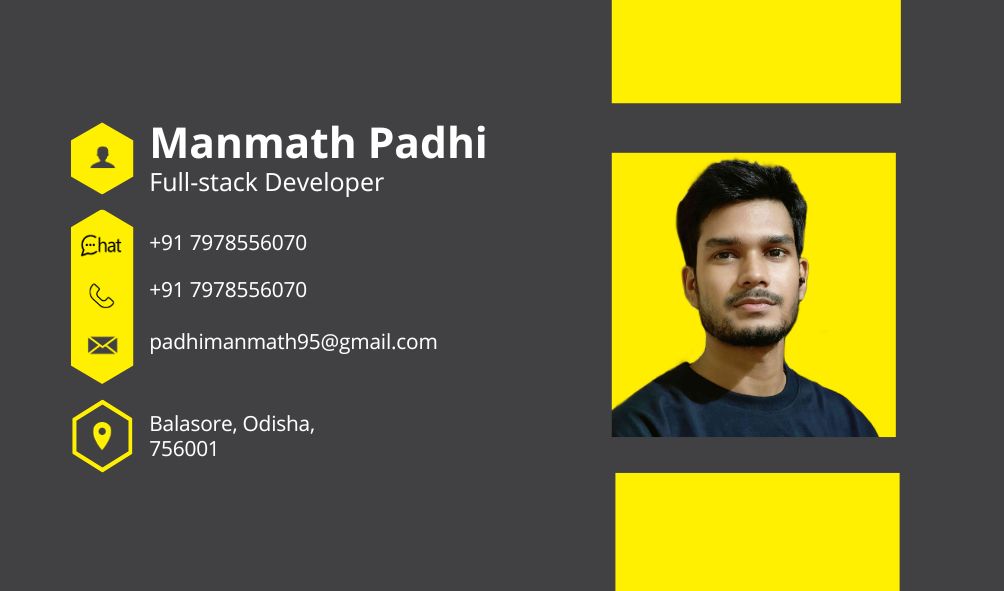 Manmath Padhi
Full-stack Developer
Chat
+91 7978556070
+91 7978556070
padhimanmath95@gmail.com
Balasore, Odisha,
756001